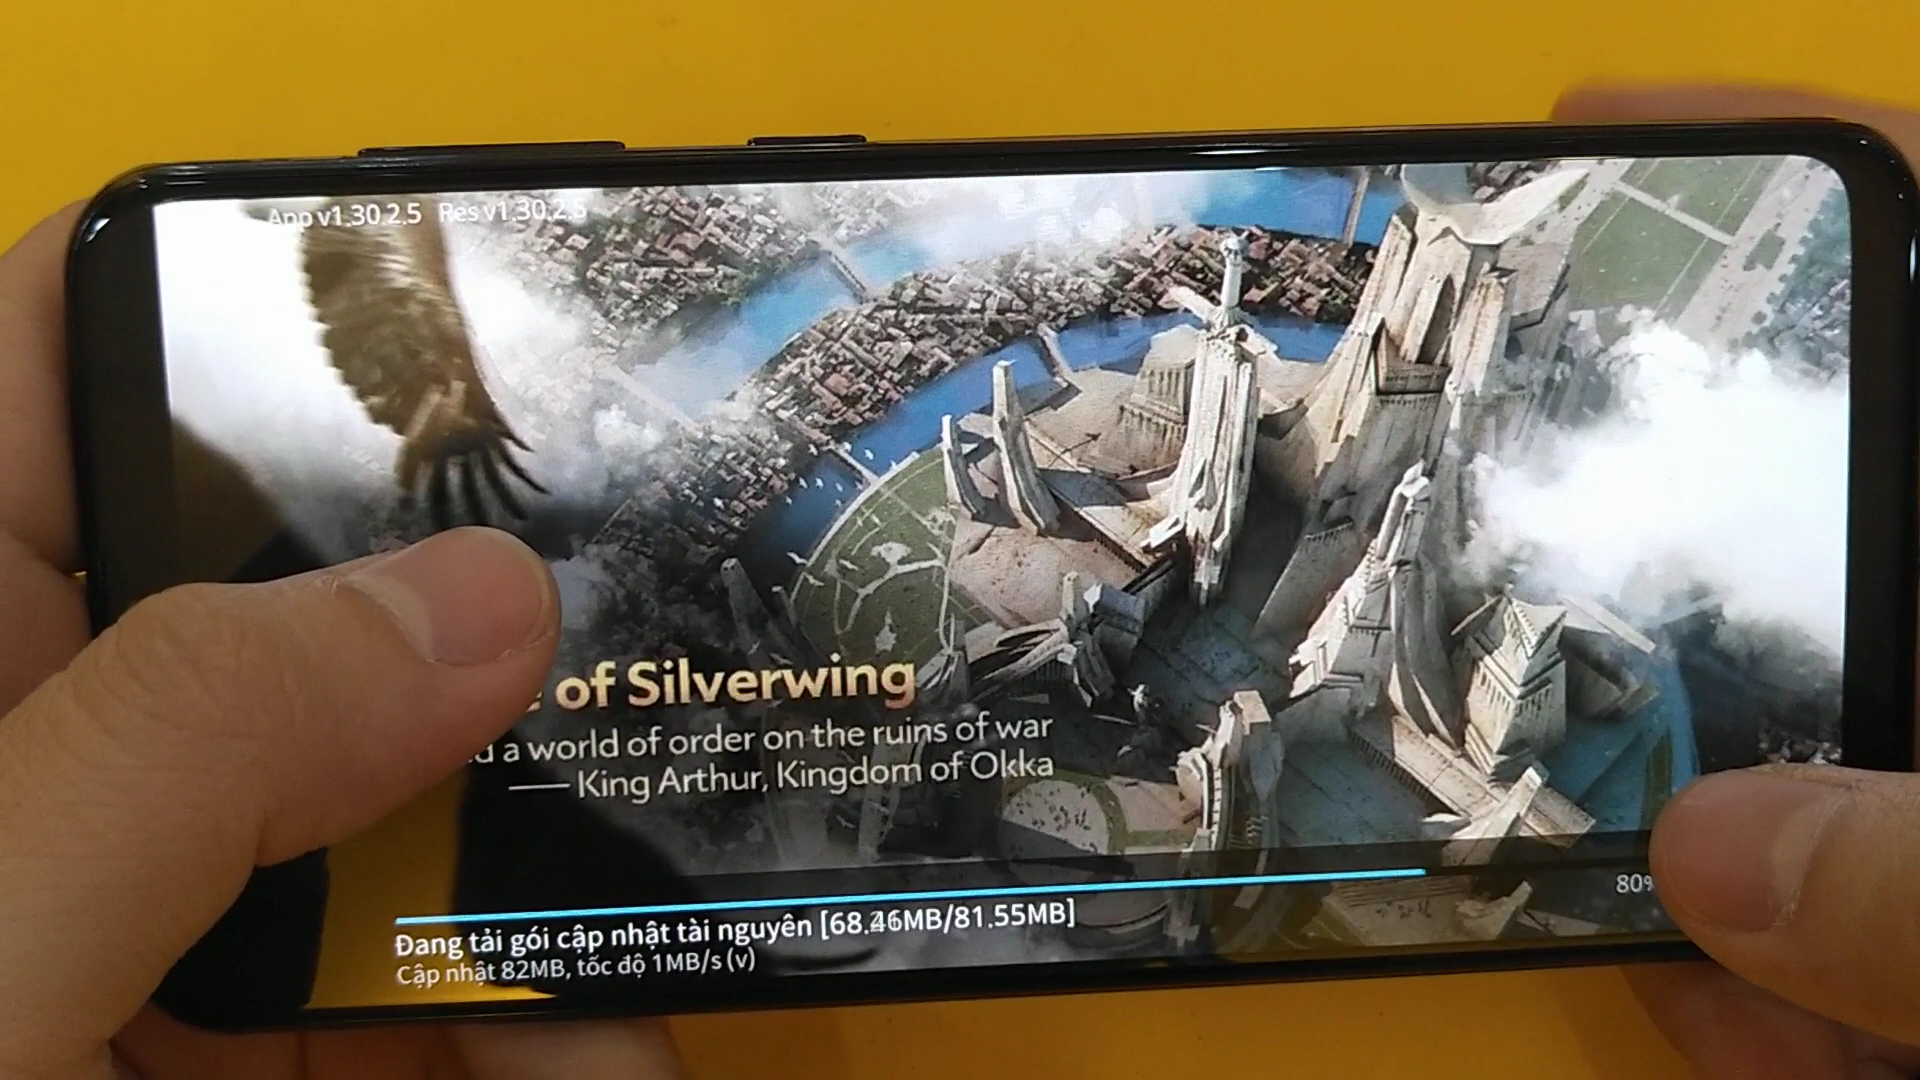 App v1.30.2.5 Res v1.30.2.5
of Silverwing
a world of order on the ruins of war
—— King Arthur, Kingdom of Okka
80%
Đang tải gói cập nhật tài nguyên [68.46MB/81.55MB]
Cập nhật 82MB, tốc độ 1MB/s (v)